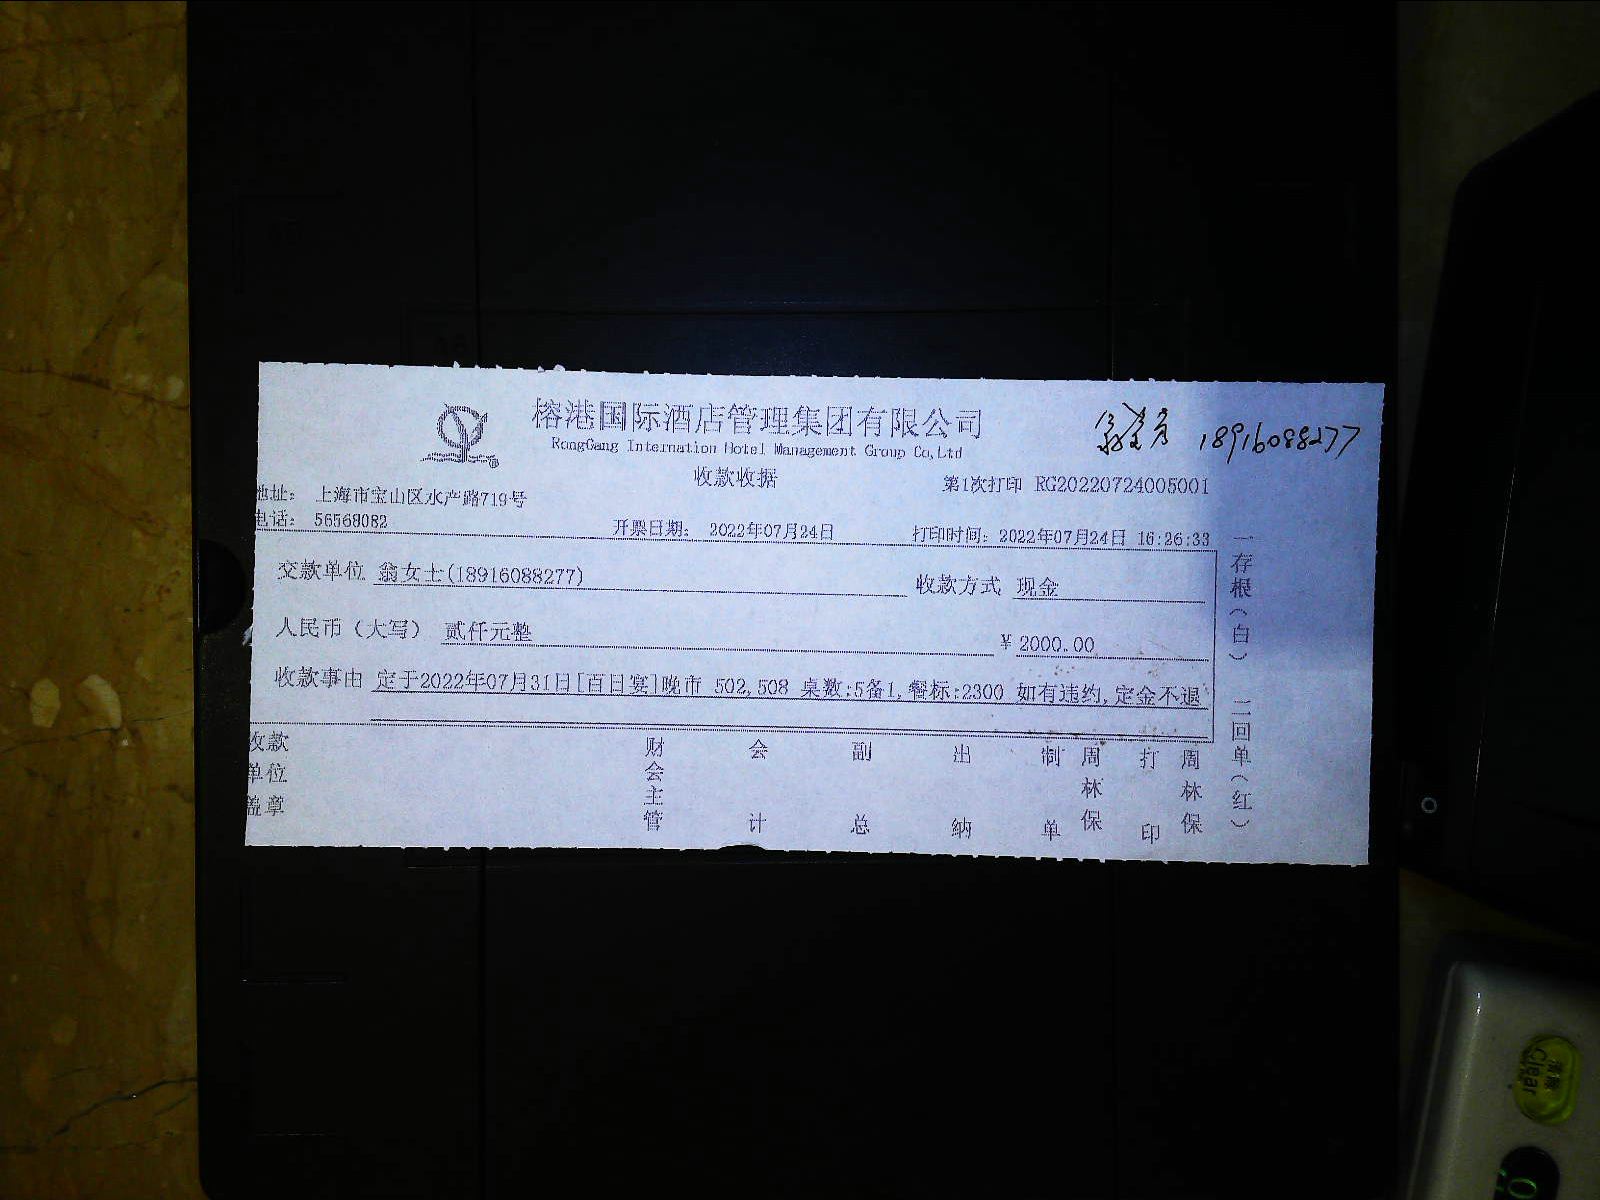 榕港国际酒店管理集团有限公司
RongGang Internation Hotel Management Group Co,Ltd
18916088277
收款收据
第1次打印 RG20220724005001
地址: 上海市宝山区水产路719号
电话: 56568082
开票日期: 2022年07月24日
打印时间: 2022年07月24日 16:26:33
交款单位 翁女士(18916088277)
收款方式 现金
人民币（大写） 贰仟元整
¥ 2000.00
收款事由 定于2022年07月31日[百日宴]晚市 502,508 桌数:5备1,餐标:2300 如有违约,定金不退
收款单位盖章
财会主管
会计
副总
出纳
制单
周林保
打印
周林保
一存根(白)
二回单(红)
清除
Clear